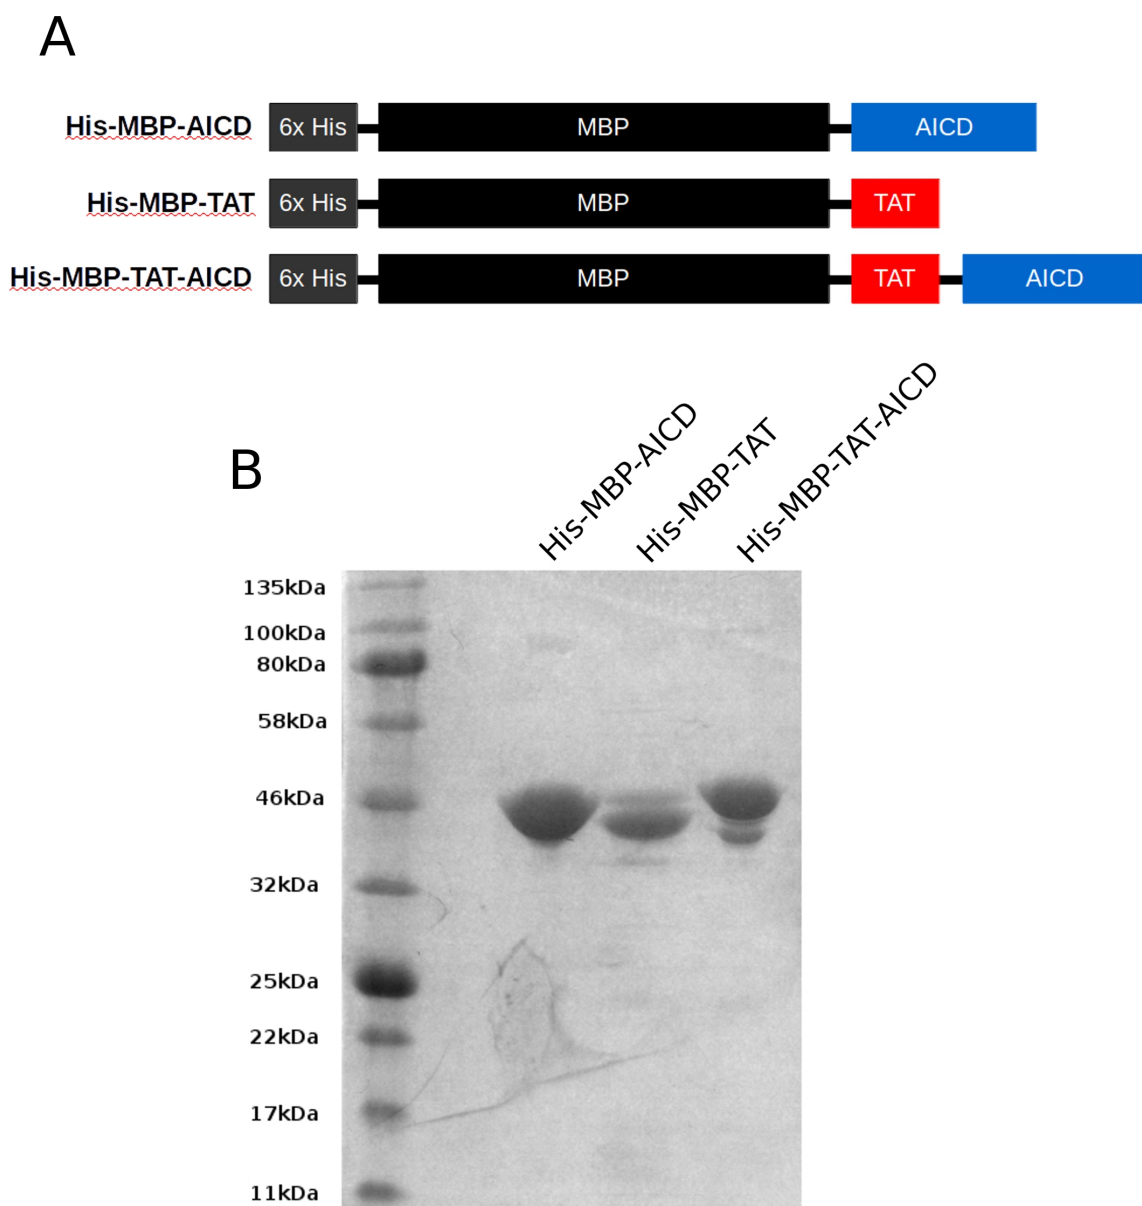 A
His-MBP-AICD 6x His MBP AICD
His-MBP-TAT 6x His MBP TAT
His-MBP-TAT-AICD 6x His MBP TAT AICD
B
His-MBP-AICD
His-MBP-TAT
His-MBP-TAT-AICD
135kDa
100kDa
80kDa
58kDa
46kDa
32kDa
25kDa
22kDa
17kDa
11kDa